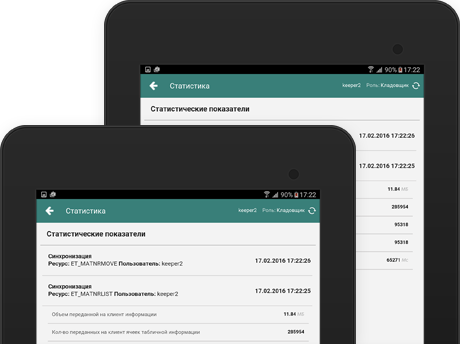 90% 17:22
Статистика keeper2 Роль: Кладовщик
Статистические показатели
17.02.2016 17:22:26
17.02.2016 17:22:25
11.84 МБ
285954
95318
95318
65271 МС
90% 17:22
Статистика keeper2 Роль: Кладовщик
Статистические показатели
Синхронизация
Ресурс: ET_MATNRMOVE Пользователь: keeper2 17.02.2016 17:22:26
Синхронизация
Ресурс: ET_MATNRLIST Пользователь: keeper2 17.02.2016 17:22:25
Объем переданной на клиент информации 11.84 МБ
Кол-во переданных на клиент ячеек табличной информации 285954